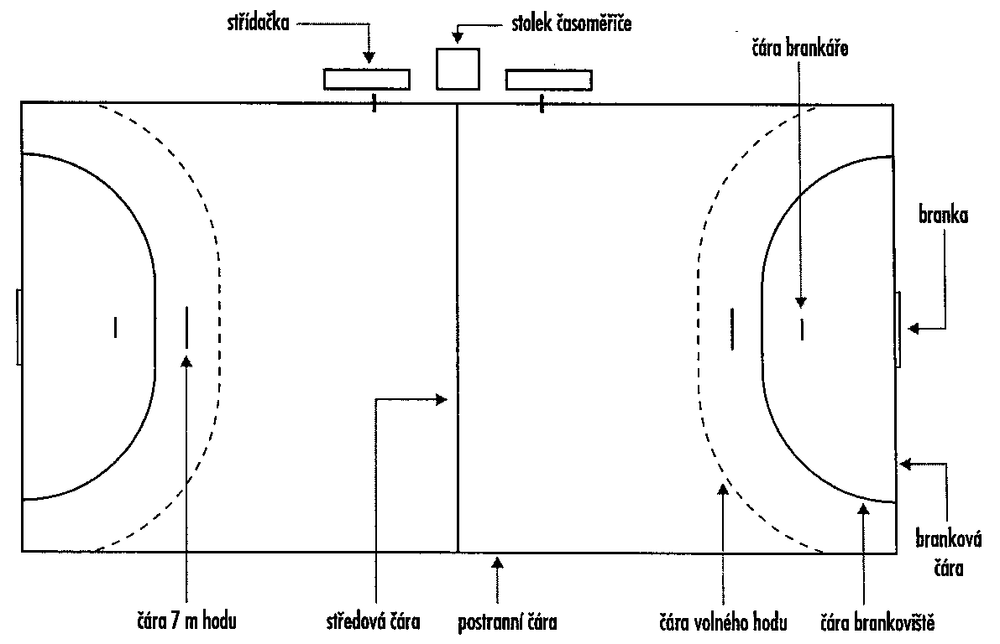 střídačka
stolek časoměřiče
čára brankáře
branka
branková
čára
čára 7 m hodu
středová čára
postranní čára
čára volného hodu
čára brankoviště